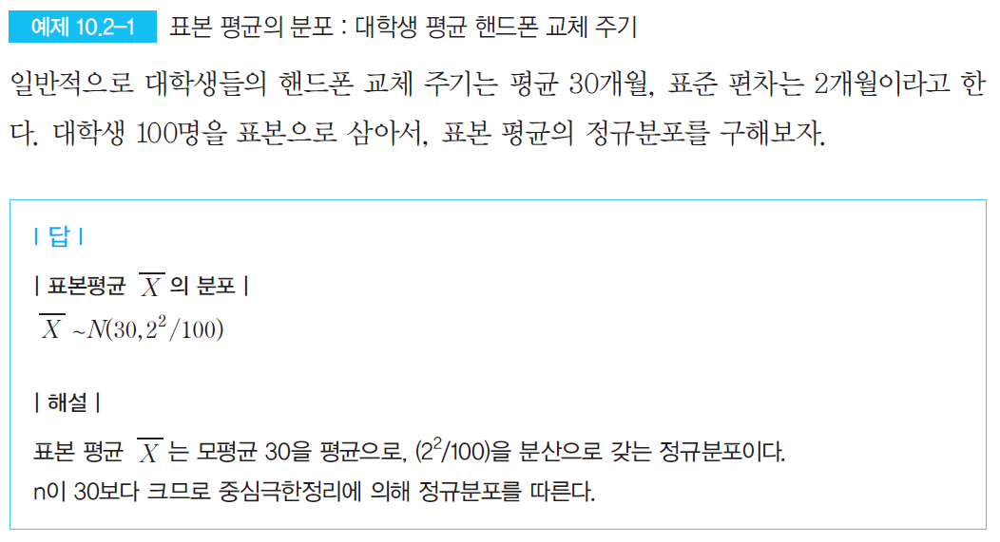 예제 10.2-1 표본 평균의 분포 : 대학생 평균 핸드폰 교체 주기
일반적으로 대학생들의 핸드폰 교체 주기는 평균 30개월, 표준 편차는 2개월이라고 한
다. 대학생 100명을 표본으로 삼아서, 표본 평균의 정규분포를 구해보자.
| 답 |
| 표본평균 X̅ 의 분포 |
X̅ ~N(30, 2²/100)
| 해설 |
표본 평균 X̅ 는 모평균 30을 평균으로, (2²/100)을 분산으로 갖는 정규분포이다.
n이 30보다 크므로 중심극한정리에 의해 정규분포를 따른다.